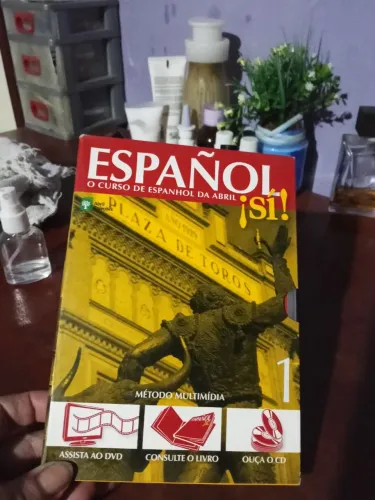 ESPAÑOL
O CURSO DE ESPANHOL DA ABRIL
¡SÍ!
Abril
PLAZA DE TOROS
1
MÉTODO MULTIMÍDIA
ASSISTA AO DVD
CONSULTE O LIVRO
OUÇA O CD